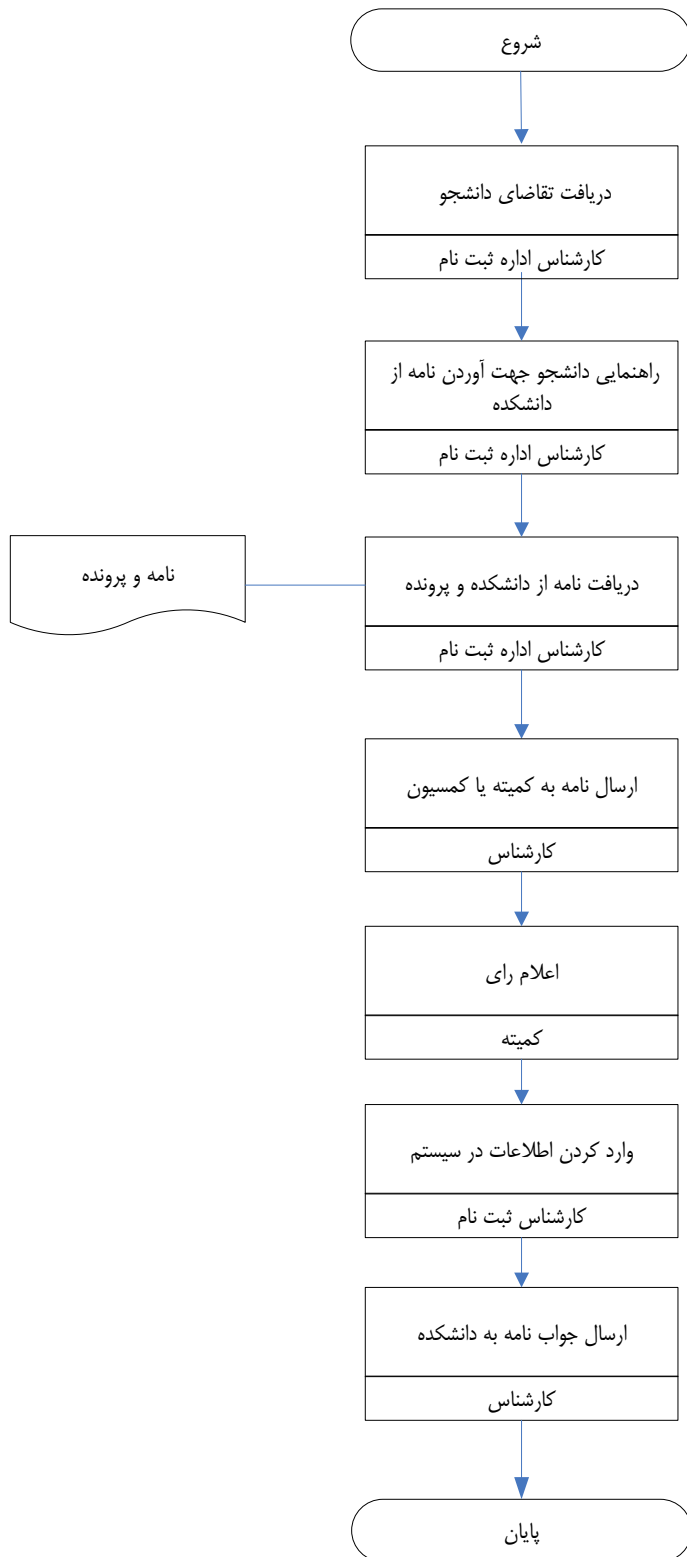 شروع
دریافت تقاضای دانشجو
کارشناس اداره ثبت نام
راهنمایی دانشجو جهت آوردن نامه از
دانشکده
کارشناس اداره ثبت نام
دریافت نامه از دانشکده و پرونده
نامه و پرونده
کارشناس اداره ثبت نام
ارسال نامه به کمیته یا کمسیون
کارشناس
اعلام رای
کمیته
وارد کردن اطلاعات در سیستم
کارشناس ثبت نام
ارسال جواب نامه به دانشکده
کارشناس
پایان